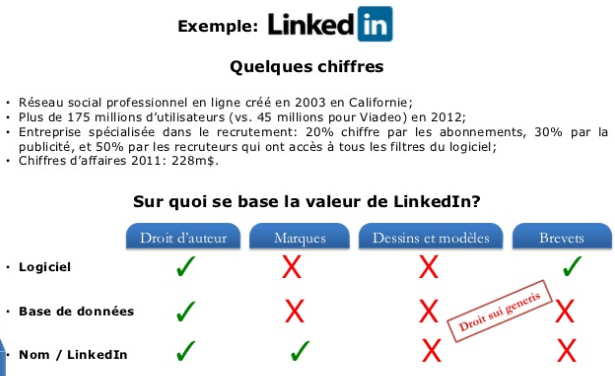 Exemple: Linked in
Quelques chiffres
• Réseau social professionnel en ligne créé en 2003 en Californie;
• Plus de 175 millions d'utilisateurs (vs. 45 millions pour Viadeo) en 2012;
• Entreprise spécialisée dans le recrutement: 20% chiffre par les abonnements, 30% par la
publicité, et 50% par les recruteurs qui ont accès à tous les filtres du logiciel;
• Chiffres d'affaires 2011: 228m$.
Sur quoi se base la valeur de LinkedIn?
Droit d'auteur Marques Dessins et modèles Brevets
• Logiciel ✓ X X ✓
• Base de données ✓ X X X
Droit sui generis
• Nom / LinkedIn ✓ ✓ X X